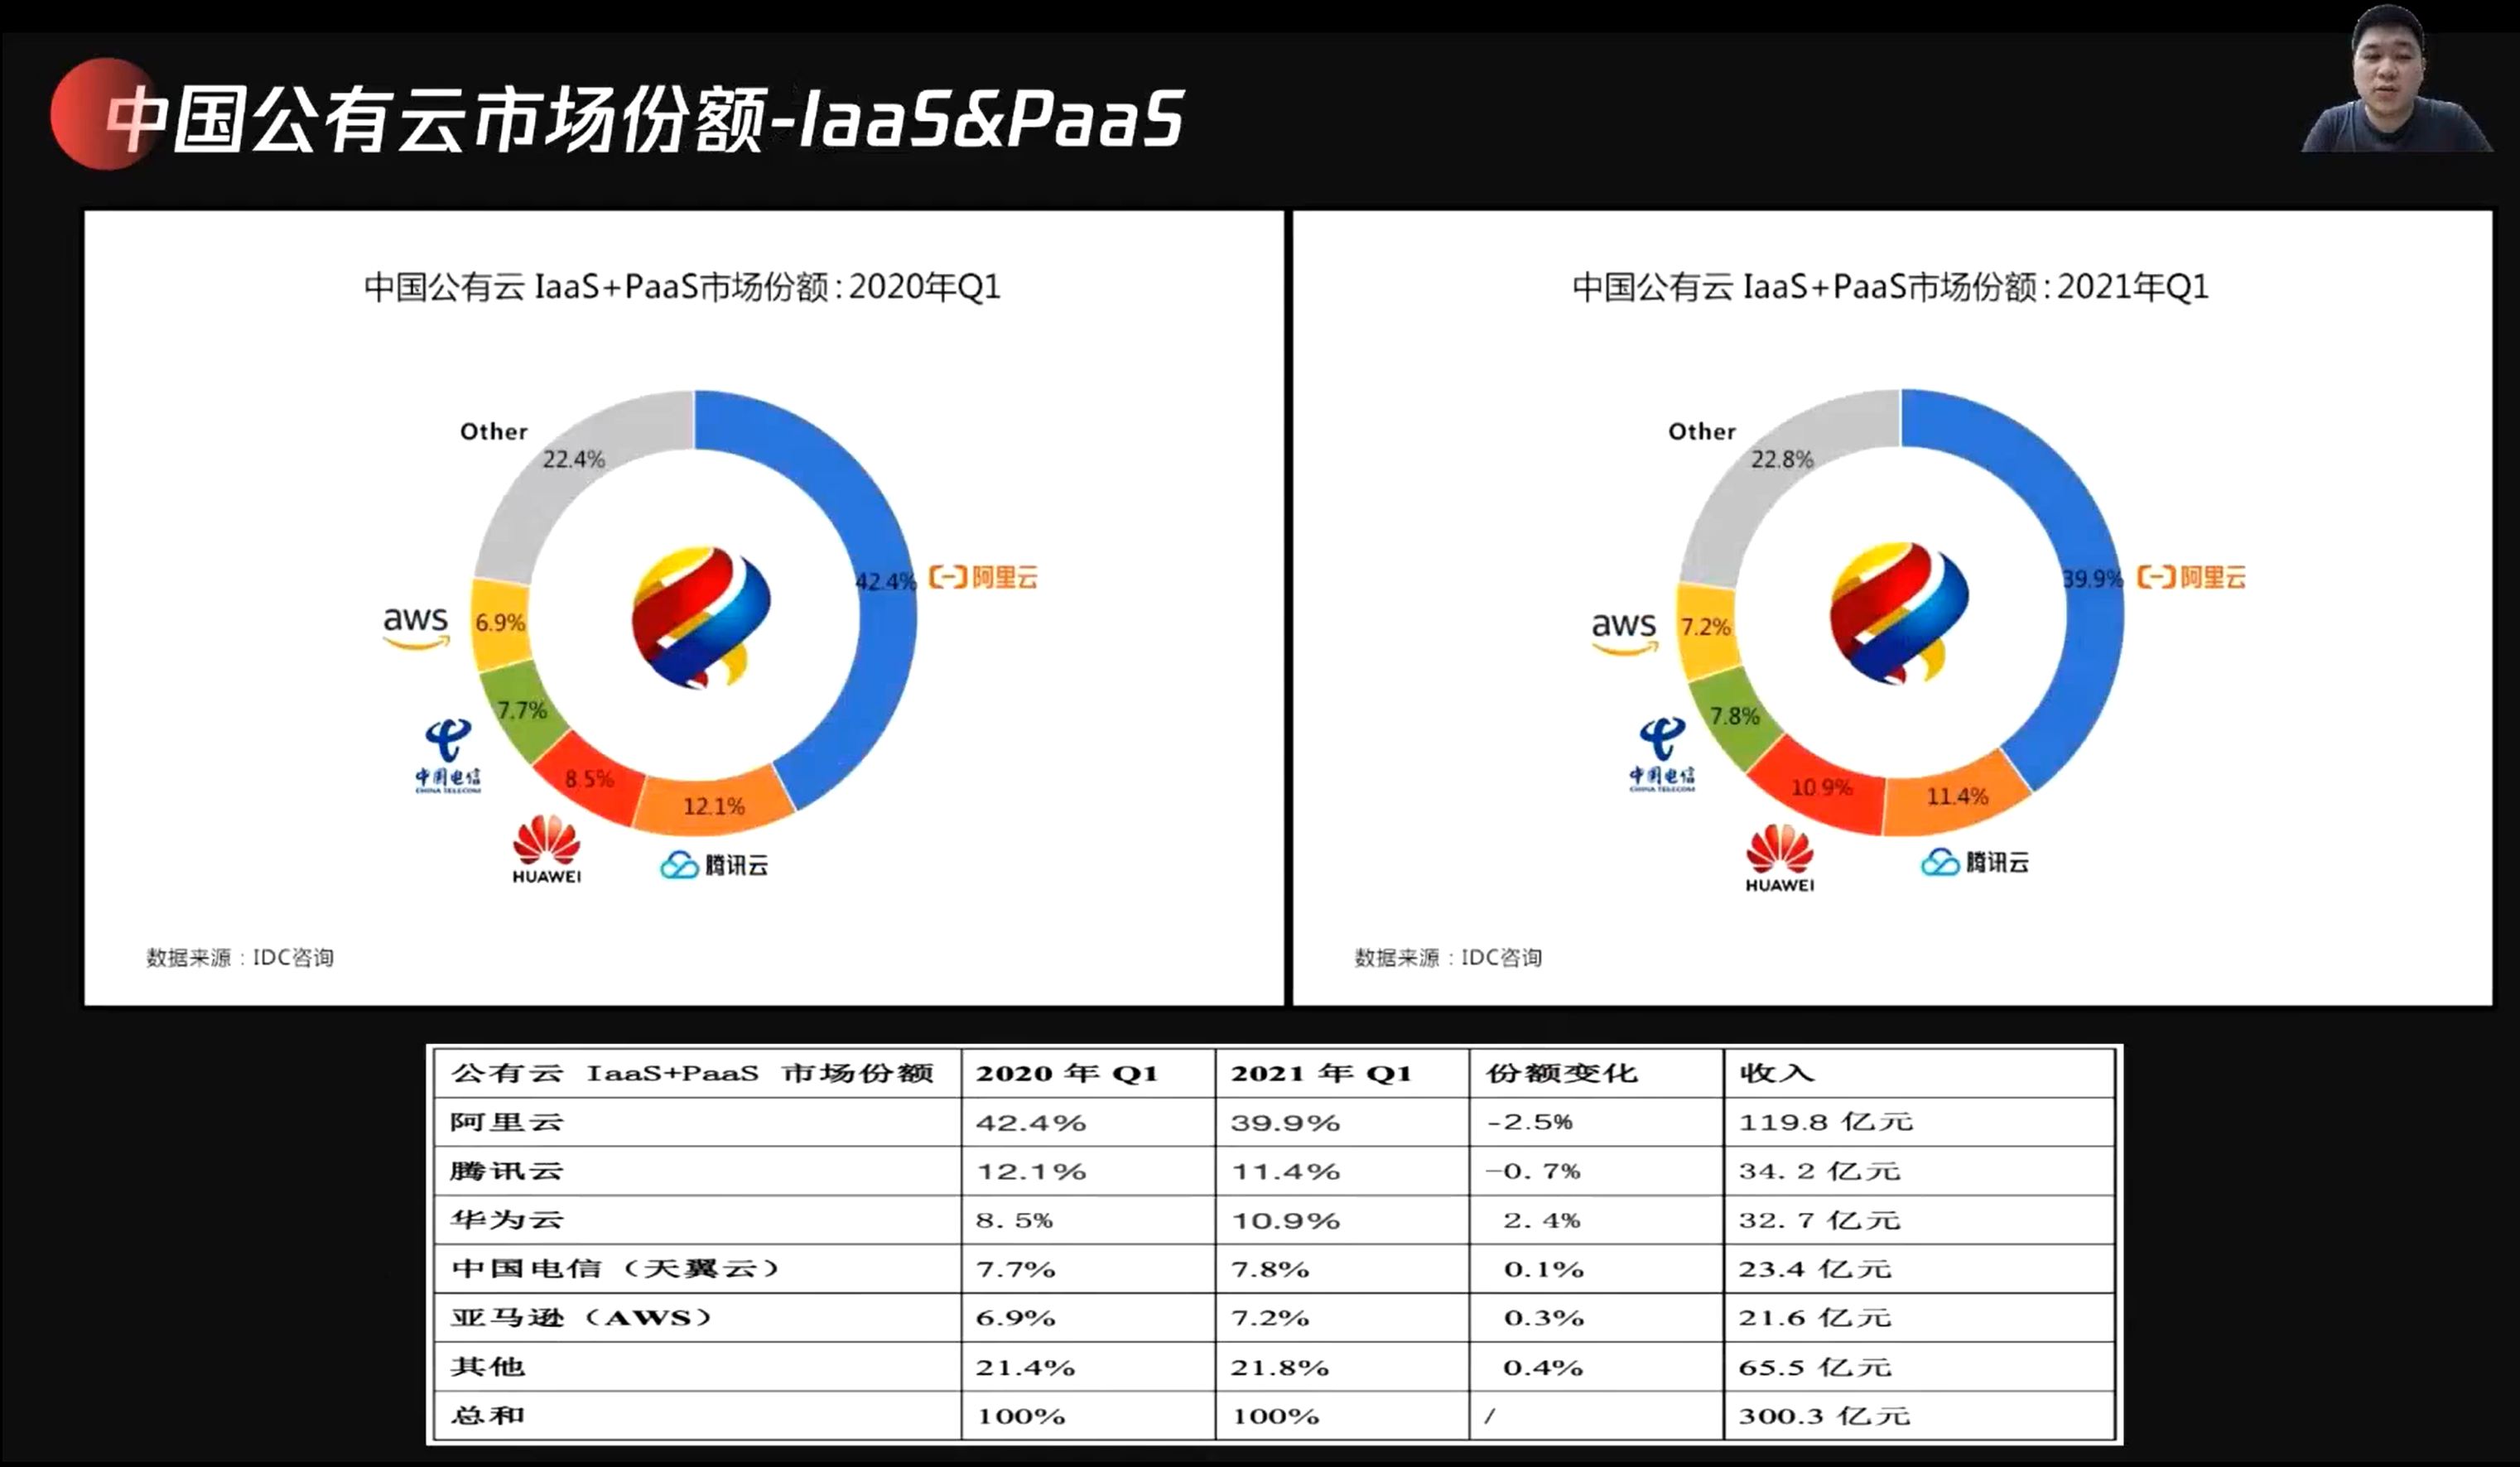 中国公有云市场份额-IaaS&PaaS
中国公有云 IaaS+PaaS市场份额:2020年Q1
Other
22.4%
42.4%
阿里云
aws
6.9%
7.7%
中国电信
CHINA TELECOM
8.5%
12.1%
HUAWEI
腾讯云
数据来源：IDC咨询
中国公有云 IaaS+PaaS市场份额:2021年Q1
Other
22.8%
39.9%
阿里云
aws
7.2%
7.8%
中国电信
CHINA TELECOM
10.9%
11.4%
HUAWEI
腾讯云
数据来源：IDC咨询
公有云 IaaS+PaaS 市场份额 2020 年 Q1 2021 年 Q1 份额变化 收入
阿里云 42.4% 39.9% -2.5% 119.8 亿元
腾讯云 12.1% 11.4% -0.7% 34.2 亿元
华为云 8.5% 10.9% 2.4% 32.7 亿元
中国电信（天翼云） 7.7% 7.8% 0.1% 23.4 亿元
亚马逊（AWS） 6.9% 7.2% 0.3% 21.6 亿元
其他 21.4% 21.8% 0.4% 65.5 亿元
总和 100% 100% / 300.3 亿元